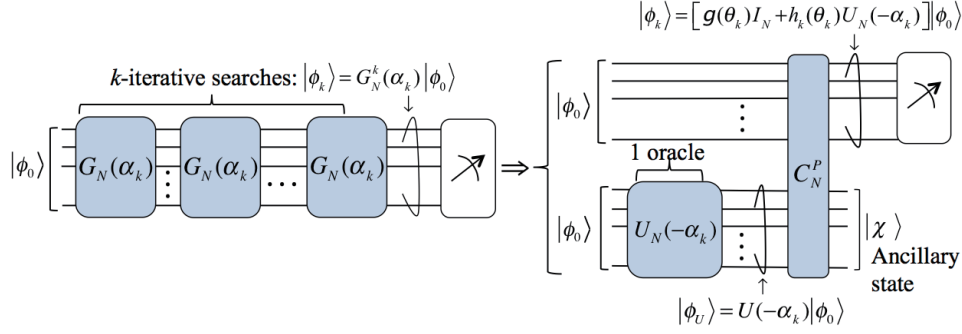 |ϕ_k⟩=[g(θ_k)I_N+h_k(θ_k)U_N(-α_k)]|ϕ_0⟩
k-iterative searches: |ϕ_k⟩=G_N^k(α_k)|ϕ_0⟩
|ϕ_0⟩
G_N(α_k)
G_N(α_k)
G_N(α_k)
⇒
|ϕ_0⟩
1 oracle
C_N^P
|ϕ_0⟩
U_N(-α_k)
|χ⟩
Ancillary
state
|ϕ_U⟩=U(-α_k)|ϕ_0⟩